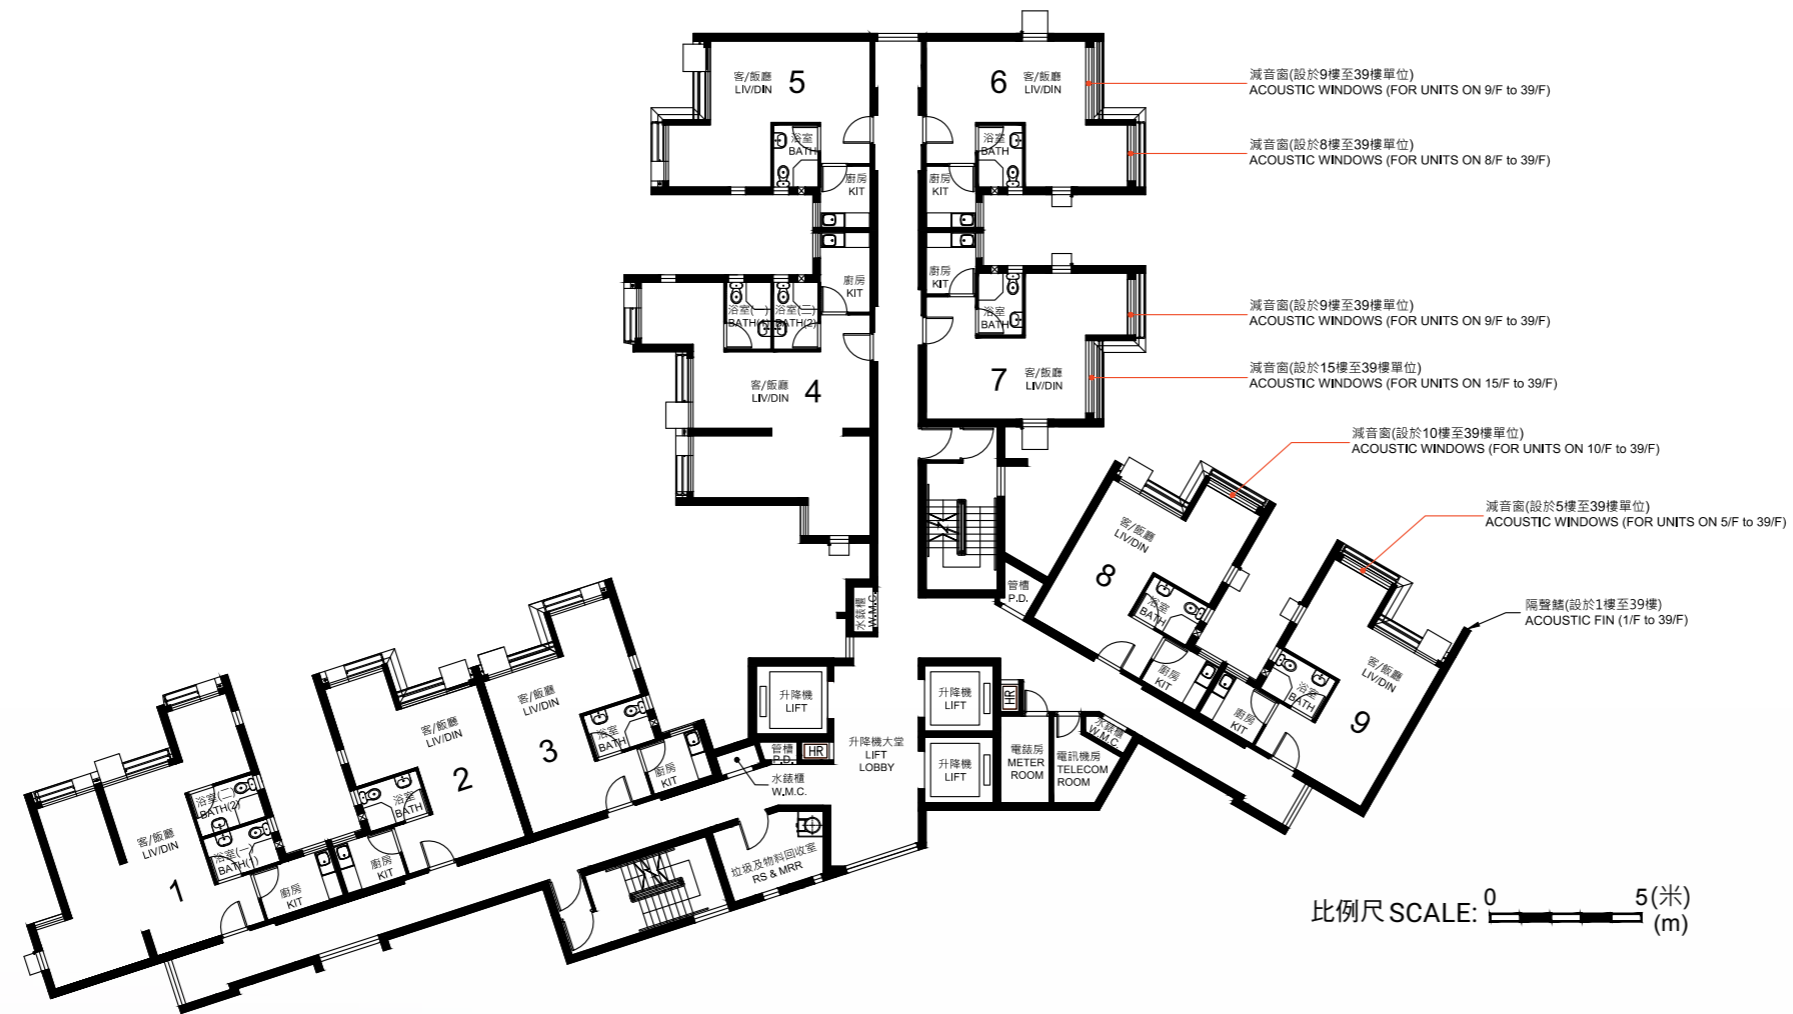 客/飯廳
LIV/DIN
5
浴室
BATH
廚房
KIT
6
客/飯廳
LIV/DIN
浴室
BATH
廚房
KIT
減音窗(設於9樓至39樓單位)
ACOUSTIC WINDOWS (FOR UNITS ON 9/F to 39/F)
減音窗(設於8樓至39樓單位)
ACOUSTIC WINDOWS (FOR UNITS ON 8/F to 39/F)
廚房
KIT
浴室(一)
BATH(1)
浴室(二)
BATH(2)
客/飯廳
LIV/DIN
4
廚房
KIT
浴室
BATH
7
客/飯廳
LIV/DIN
減音窗(設於9樓至39樓單位)
ACOUSTIC WINDOWS (FOR UNITS ON 9/F to 39/F)
減音窗(設於15樓至39樓單位)
ACOUSTIC WINDOWS (FOR UNITS ON 15/F to 39/F)
減音窗(設於10樓至39樓單位)
ACOUSTIC WINDOWS (FOR UNITS ON 10/F to 39/F)
減音窗(設於5樓至39樓單位)
ACOUSTIC WINDOWS (FOR UNITS ON 5/F to 39/F)
隔聲鰭(設於1樓至39樓)
ACOUSTIC FIN (1/F to 39/F)
客/飯廳
LIV/DIN
8
浴室
BATH
廚房
KIT
管槽
P.D.
水錶櫃
W.M.C.
客/飯廳
LIV/DIN
9
浴室
BATH
廚房
KIT
客/飯廳
LIV/DIN
3
浴室
BATH
廚房
KIT
客/飯廳
LIV/DIN
2
浴室
BATH
廚房
KIT
客/飯廳
LIV/DIN
1
浴室(二)
BATH(2)
浴室(一)
BATH(1)
廚房
KIT
升降機
LIFT
管槽
P.D.
HR
水錶櫃
W.M.C.
升降機大堂
LIFT
LOBBY
升降機
LIFT
升降機
LIFT
HR
電錶房
METER
ROOM
電訊機房
TELECOM
ROOM
水錶櫃
W.M.C.
垃圾及物料回收室
RS & MRR
比例尺 SCALE: 0 5(米)
(m)